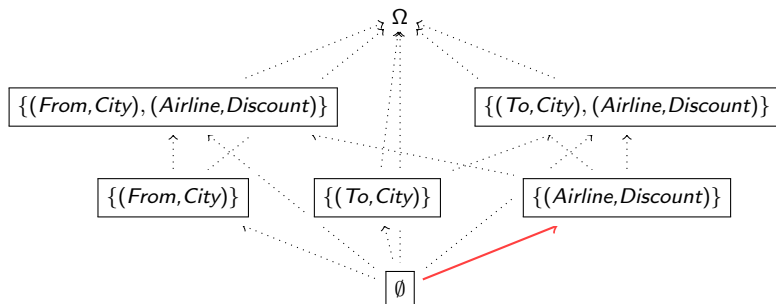 Ω
{(From,City),(Airline,Discount)} {(To,City),(Airline,Discount)}
{(From,City)} {(To,City)} {(Airline,Discount)}
∅